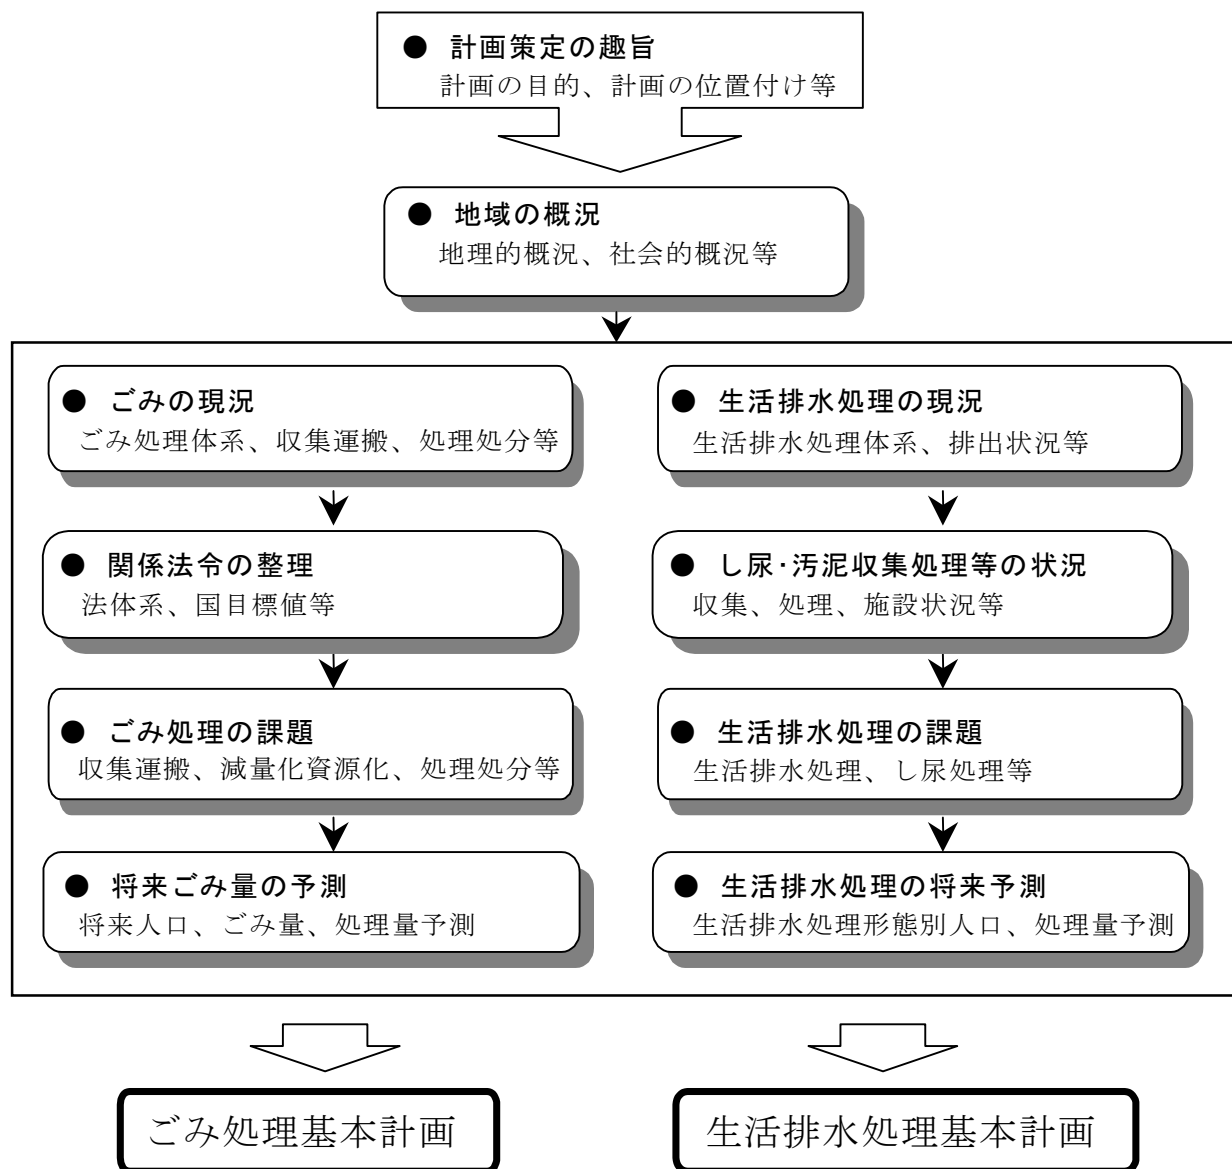 ● 計画策定の趣旨
計画の目的、計画の位置付け等
● 地域の概況
地理的概況、社会的概況等
● ごみの現況
ごみ処理体系、収集運搬、処理処分等
● 関係法令の整理
法体系、国目標値等
● ごみ処理の課題
収集運搬、減量化資源化、処理処分等
● 将来ごみ量の予測
将来人口、ごみ量、処理量予測
● 生活排水処理の現況
生活排水処理体系、排出状況等
● し尿・汚泥収集処理等の状況
収集、処理、施設状況等
● 生活排水処理の課題
生活排水処理、し尿処理等
● 生活排水処理の将来予測
生活排水処理形態別人口、処理量予測
ごみ処理基本計画
生活排水処理基本計画